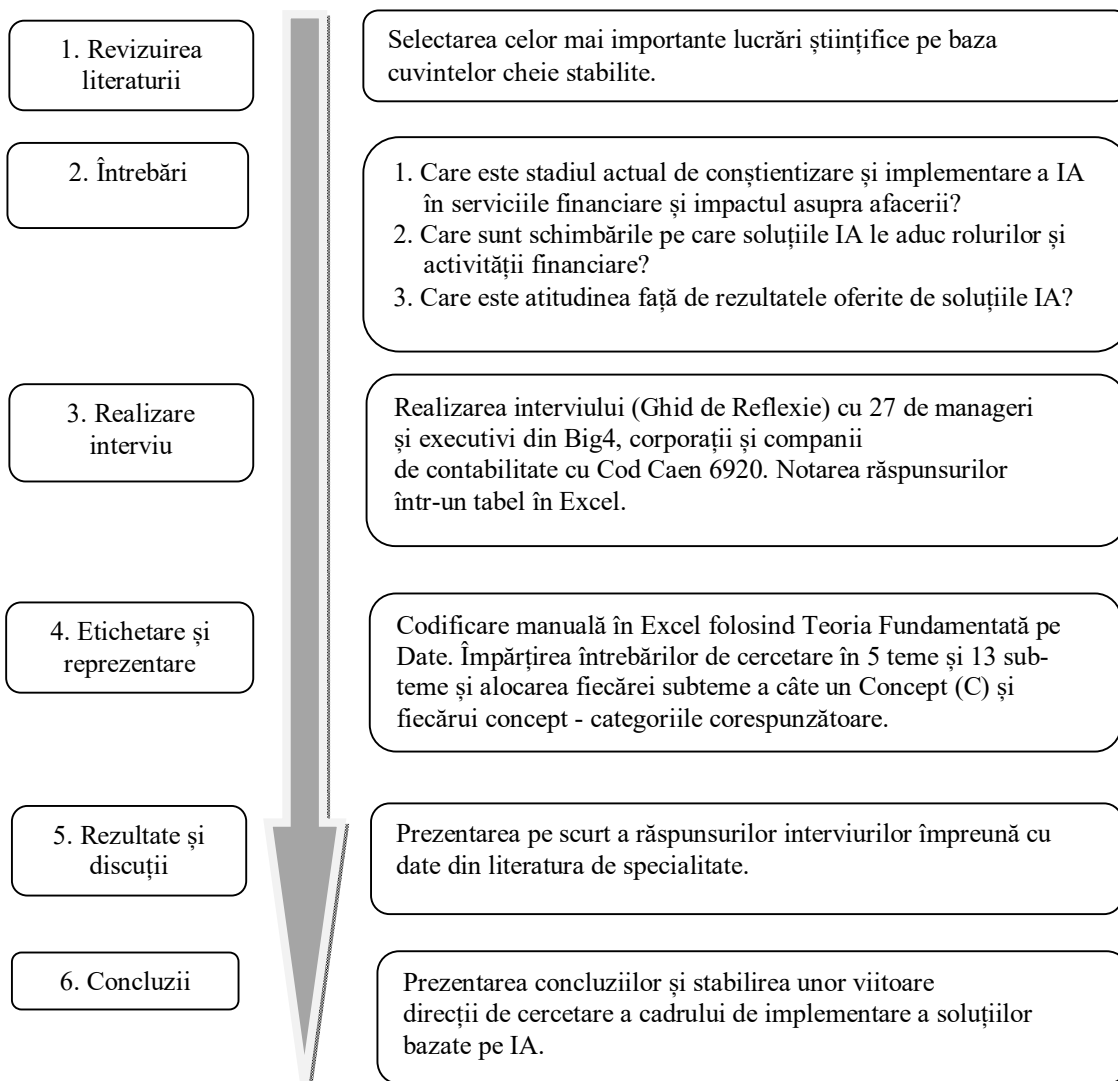 1. Revizuirea
literaturii
Selectarea celor mai importante lucrări științifice pe baza
cuvintelor cheie stabilite.
2. Întrebări
1. Care este stadiul actual de conștientizare și implementare a IA
în serviciile financiare și impactul asupra afacerii?
2. Care sunt schimbările pe care soluțiile IA le aduc rolurilor și
activității financiare?
3. Care este atitudinea față de rezultatele oferite de soluțiile IA?
3. Realizare
interviu
Realizarea interviului (Ghid de Reflexie) cu 27 de manageri
și executivi din Big4, corporații și companii
de contabilitate cu Cod Caen 6920. Notarea răspunsurilor
într-un tabel în Excel.
4. Etichetare și
reprezentare
Codificare manuală în Excel folosind Teoria Fundamentată pe
Date. Împărțirea întrebărilor de cercetare în 5 teme și 13 sub-
teme și alocarea fiecărei subteme a câte un Concept (C) și
fiecărui concept - categoriile corespunzătoare.
5. Rezultate și
discuții
Prezentarea pe scurt a răspunsurilor interviurilor împreună cu
date din literatura de specialitate.
6. Concluzii
Prezentarea concluziilor și stabilirea unor viitoare
direcții de cercetare a cadrului de implementare a soluțiilor
bazate pe IA.